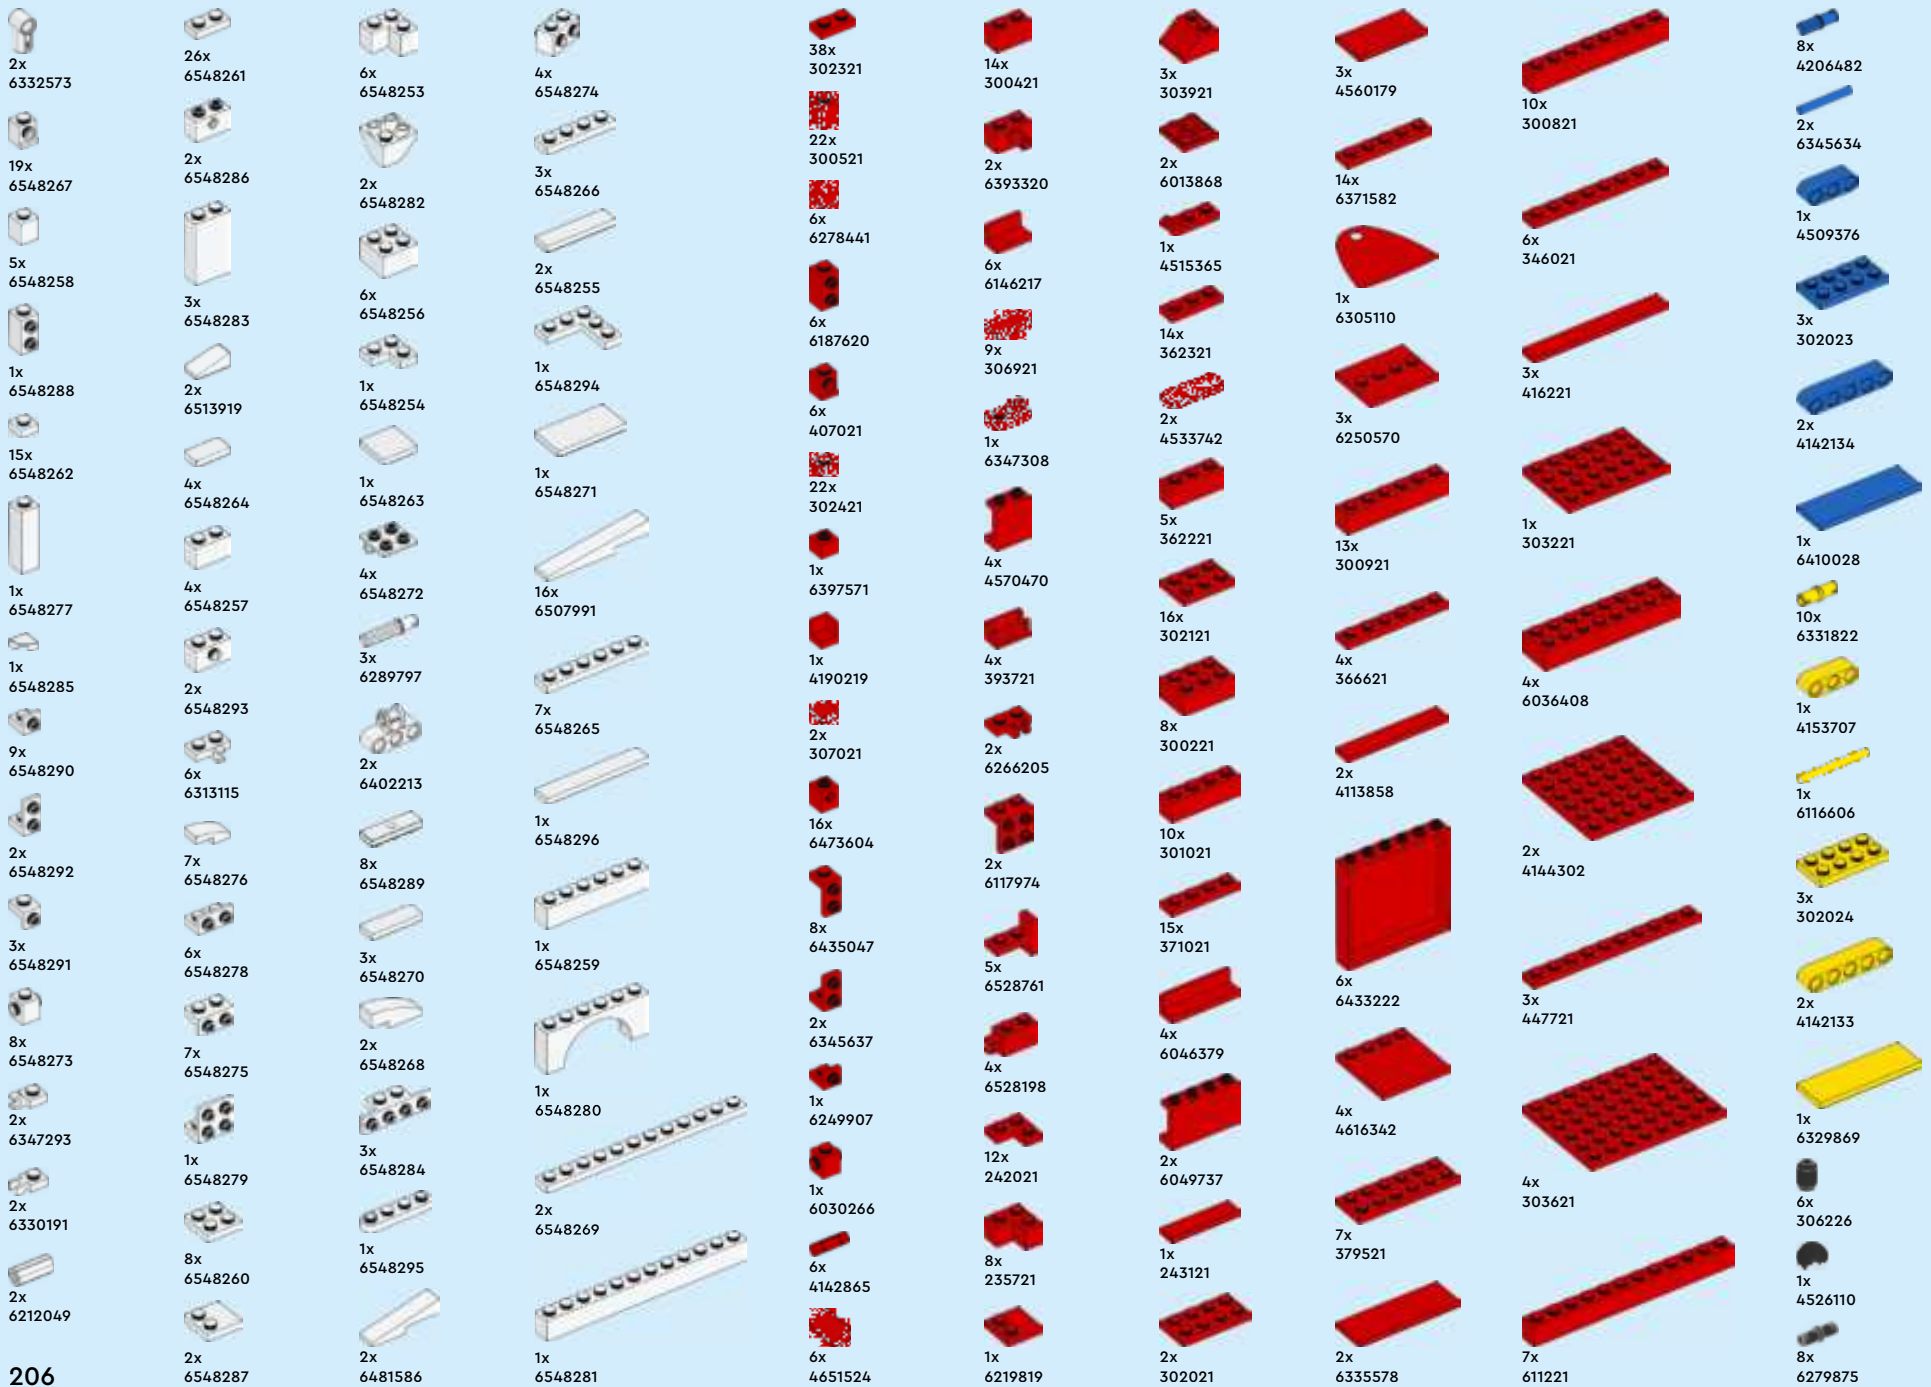 2x
6332573
19x
6548267
5x
6548258
1x
6548288
15x
6548262
1x
6548277
1x
6548285
9x
6548290
2x
6548292
3x
6548291
8x
6548273
2x
6347293
2x
6330191
2x
6212049
206
26x
6548261
2x
6548286
3x
6548283
2x
6513919
4x
6548264
4x
6548257
2x
6548293
6x
6313115
7x
6548276
6x
6548278
7x
6548275
1x
6548279
8x
6548260
2x
6548287
6x
6548253
2x
6548282
6x
6548256
1x
6548254
1x
6548263
4x
6548272
3x
6289797
2x
6402213
8x
6548289
3x
6548270
2x
6548268
3x
6548284
1x
6548295
2x
6481586
4x
6548274
3x
6548266
2x
6548255
1x
6548294
1x
6548271
16x
6507991
7x
6548265
1x
6548296
1x
6548259
1x
6548280
2x
6548269
1x
6548281
38x
302321
22x
300521
6x
6278441
6x
6187620
6x
407021
22x
302421
1x
6397571
1x
4190219
2x
307021
16x
6473604
8x
6435047
2x
6345637
1x
6249907
1x
6030266
6x
4142865
6x
4651524
14x
300421
2x
6393320
6x
6146217
9x
306921
1x
6347308
4x
4570470
4x
393721
2x
6266205
2x
6117974
5x
6528761
4x
6528198
12x
242021
8x
235721
1x
6219819
3x
303921
2x
6013868
1x
4515365
14x
362321
2x
4533742
5x
362221
16x
302121
8x
300221
10x
301021
15x
371021
4x
6046379
2x
6049737
1x
243121
2x
302021
3x
4560179
14x
6371582
1x
6305110
3x
6250570
13x
300921
4x
366621
2x
4113858
6x
6433222
4x
4616342
7x
379521
2x
6335578
10x
300821
6x
346021
3x
416221
1x
303221
4x
6036408
2x
4144302
3x
447721
4x
303621
7x
611221
8x
4206482
2x
6345634
1x
4509376
3x
302023
2x
4142134
1x
6410028
10x
6331822
1x
4153707
1x
6116606
3x
302024
2x
4142133
1x
6329869
6x
306226
1x
4526110
8x
6279875